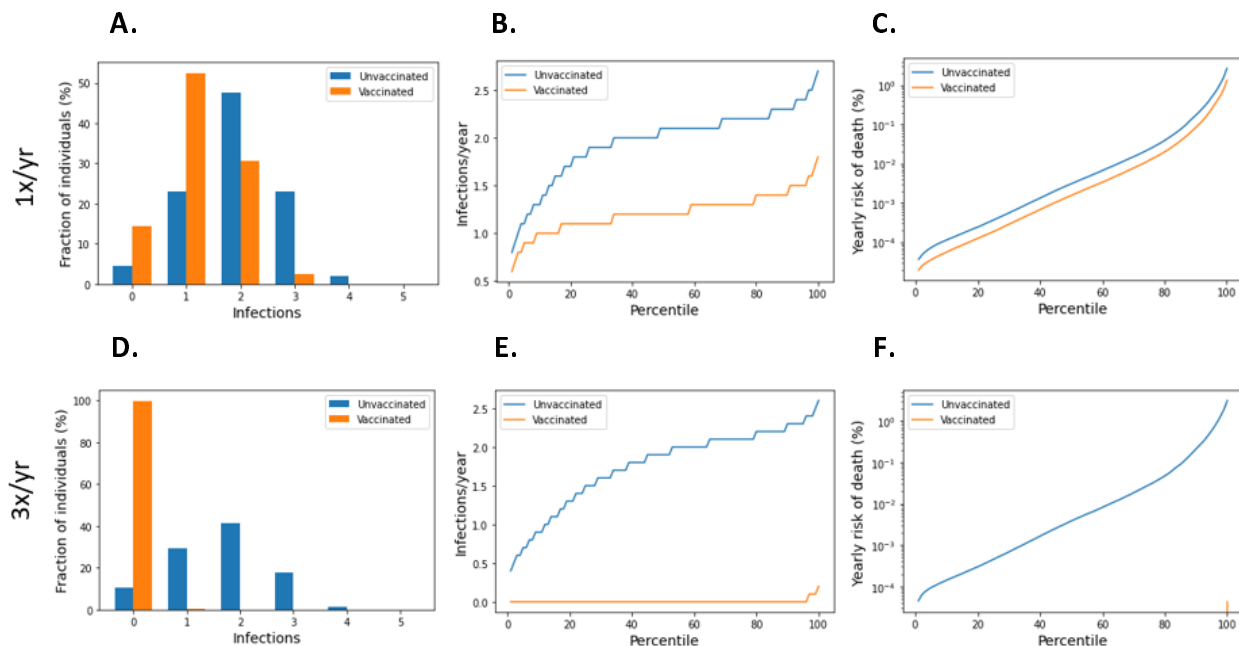 A.
B.
C.
1x/yr
Fraction of individuals (%)
50
40
30
20
10
0
Unvaccinated
Vaccinated
0 1 2 3 4 5
Infections
Infections/year
2.5
2.0
1.5
1.0
0.5
Unvaccinated
Vaccinated
0 20 40 60 80 100
Percentile
Yearly risk of death (%)
10⁰
10⁻¹
10⁻²
10⁻³
10⁻⁴
Unvaccinated
Vaccinated
0 20 40 60 80 100
Percentile
D.
E.
F.
3x/yr
Fraction of individuals (%)
100
80
60
40
20
0
Unvaccinated
Vaccinated
0 1 2 3 4 5
Infections
Infections/year
2.5
2.0
1.5
1.0
0.5
0.0
Unvaccinated
Vaccinated
0 20 40 60 80 100
Percentile
Yearly risk of death (%)
10⁰
10⁻¹
10⁻²
10⁻³
10⁻⁴
Unvaccinated
Vaccinated
0 20 40 60 80 100
Percentile